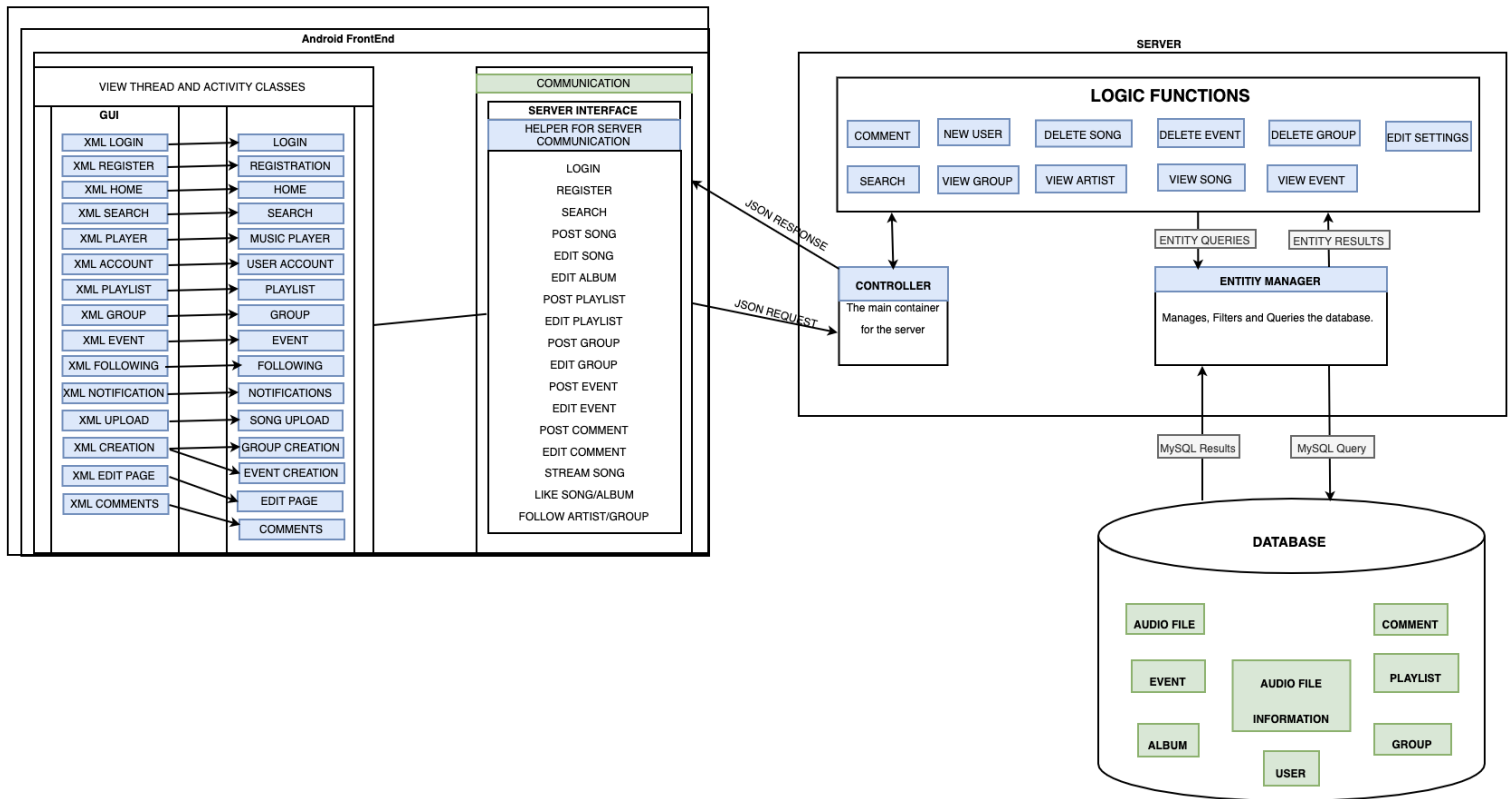 Android FrontEnd
VIEW THREAD AND ACTIVITY CLASSES
GUI
XML LOGIN
LOGIN
XML REGISTER
REGISTRATION
XML HOME
HOME
XML SEARCH
SEARCH
XML PLAYER
MUSIC PLAYER
XML ACCOUNT
USER ACCOUNT
XML PLAYLIST
PLAYLIST
XML GROUP
GROUP
XML EVENT
EVENT
XML FOLLOWING
FOLLOWING
XML NOTIFICATION
NOTIFICATIONS
XML UPLOAD
SONG UPLOAD
XML CREATION
GROUP CREATION
EVENT CREATION
XML EDIT PAGE
EDIT PAGE
XML COMMENTS
COMMENTS
COMMUNICATION
SERVER INTERFACE
HELPER FOR SERVER
COMMUNICATION
LOGIN
REGISTER
SEARCH
POST SONG
EDIT SONG
EDIT ALBUM
POST PLAYLIST
EDIT PLAYLIST
POST GROUP
EDIT GROUP
POST EVENT
EDIT EVENT
POST COMMENT
EDIT COMMENT
STREAM SONG
LIKE SONG/ALBUM
FOLLOW ARTIST/GROUP
JSON RESPONSE
JSON REQUEST
SERVER
LOGIC FUNCTIONS
COMMENT
NEW USER
DELETE SONG
DELETE EVENT
DELETE GROUP
EDIT SETTINGS
SEARCH
VIEW GROUP
VIEW ARTIST
VIEW SONG
VIEW EVENT
ENTITY QUERIES
ENTITY RESULTS
CONTROLLER
The main container
for the server
ENTITIY MANAGER
Manages, Filters and Queries the database.
MySQL Results
MySQL Query
DATABASE
AUDIO FILE
COMMENT
EVENT
AUDIO FILE
INFORMATION
PLAYLIST
ALBUM
GROUP
USER